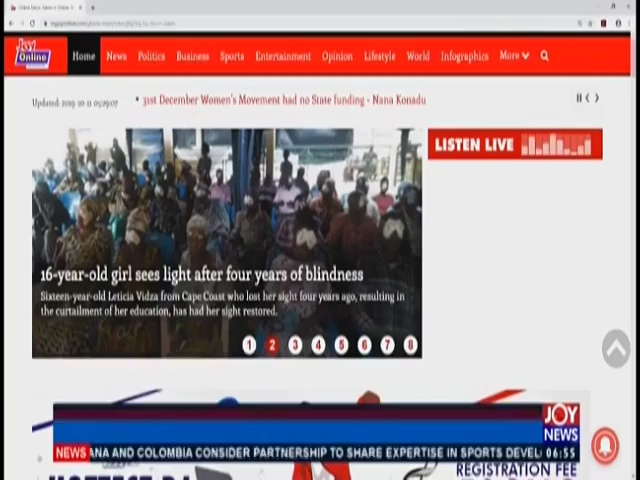 Joy
Online
Home News Politics Business Sports Entertainment Opinion Lifestyle World Infographics More
Updated: 2019-10-11 05:29:07
31st December Women's Movement had no State funding - Nana Konadu
LISTEN LIVE
16-year-old girl sees light after four years of blindness
Sixteen-year-old Leticia Vidza from Cape Coast who lost her sight four years ago, resulting in
the curtailment of her education, has had her sight restored.
1 2 3 4 5 6 7 8
JOY
NEWS
NEWS ANA AND COLOMBIA CONSIDER PARTNERSHIP TO SHARE EXPERTISE IN SPORTS DEVEL 06:55
REGISTRATION FEE